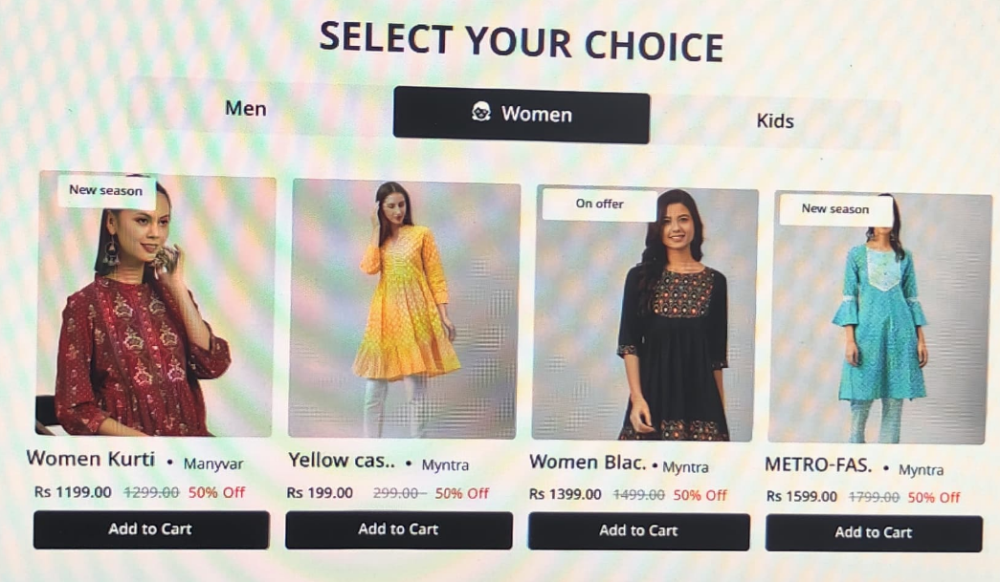 SELECT YOUR CHOICE
Men
Women
Kids
New season
On offer
New season
Women Kurti • Manyvar
Yellow cas.. • Myntra
Women Blac. • Myntra
METRO-FAS. • Myntra
Rs 1199.00 1299.00 50% Off
Rs 199.00 299.00 50% Off
Rs 1399.00 1499.00 50% Off
Rs 1599.00 1799.00 50% Off
Add to Cart
Add to Cart
Add to Cart
Add to Cart